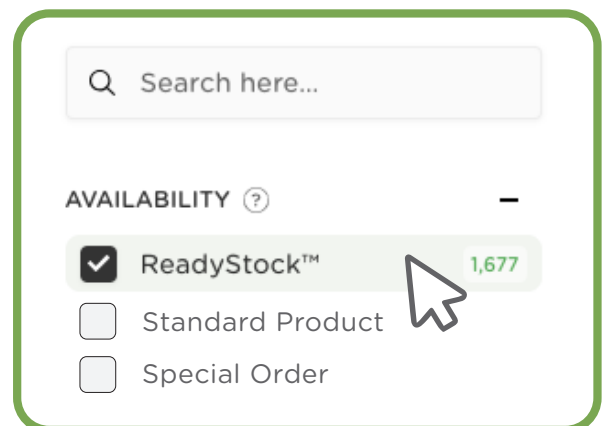 Search here...
AVAILABILITY ?
ReadyStock™ 1,677
Standard Product
Special Order